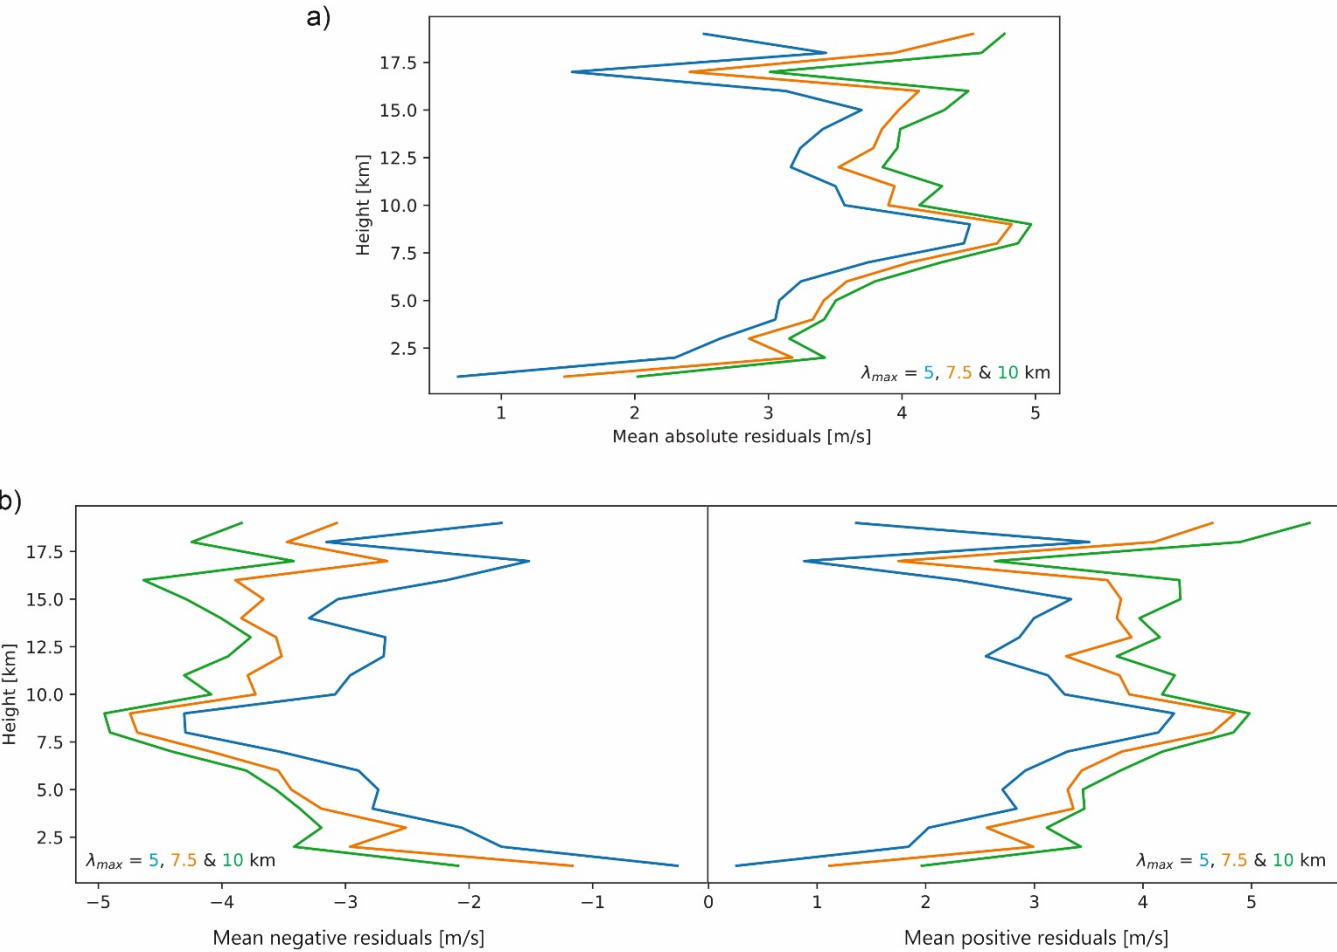 a)
17.5
15.0
12.5
10.0
7.5
5.0
2.5
Height [km]
λmax = 5, 7.5 & 10 km
1 2 3 4 5
Mean absolute residuals [m/s]
b)
17.5
15.0
12.5
10.0
7.5
5.0
2.5
Height [km]
λmax = 5, 7.5 & 10 km
λmax = 5, 7.5 & 10 km
−5 −4 −3 −2 −1 0 1 2 3 4 5
Mean negative residuals [m/s]
Mean positive residuals [m/s]